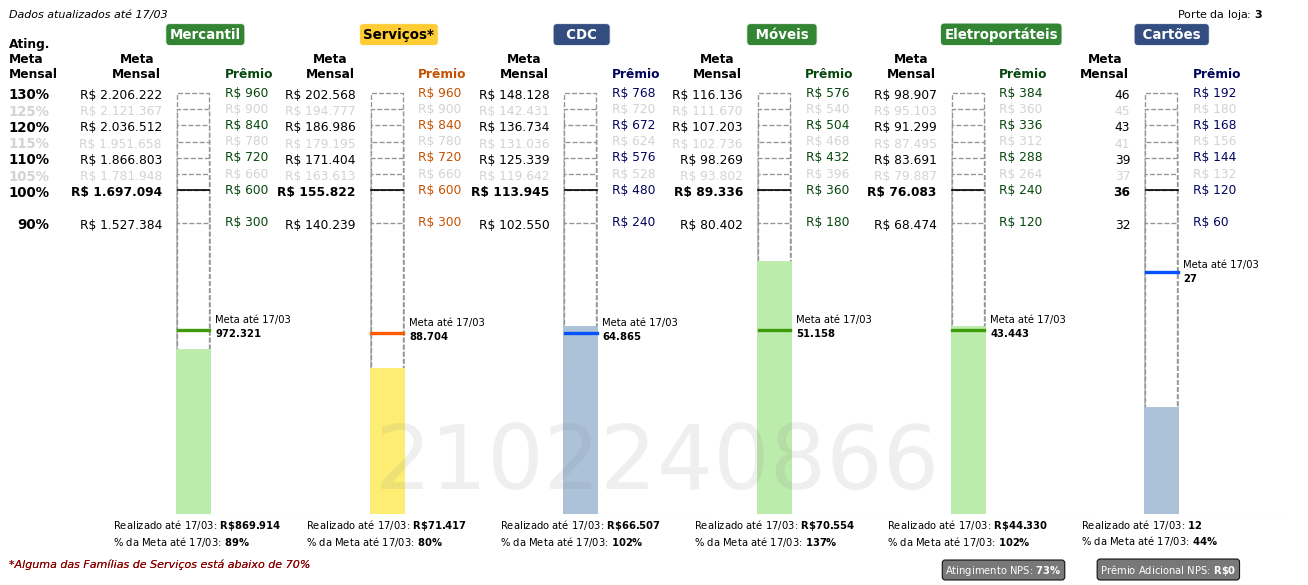 Dados atualizados até 17/03 Porte da loja: 3
Mercantil Serviços* CDC Móveis Eletroportáteis Cartões
Ating.
Meta Meta Meta Meta Meta Meta Meta
Mensal Mensal Prêmio Mensal Prêmio Mensal Prêmio Mensal Prêmio Mensal Prêmio Mensal Prêmio
130% R$ 2.206.222 R$ 960 R$ 202.568 R$ 960 R$ 148.128 R$ 768 R$ 116.136 R$ 576 R$ 98.907 R$ 384 46 R$ 192
125% R$ 2.121.367 R$ 900 R$ 194.777 R$ 900 R$ 142.431 R$ 720 R$ 111.670 R$ 540 R$ 95.103 R$ 360 45 R$ 180
120% R$ 2.036.512 R$ 840 R$ 186.986 R$ 840 R$ 136.734 R$ 672 R$ 107.203 R$ 504 R$ 91.299 R$ 336 43 R$ 168
115% R$ 1.951.658 R$ 780 R$ 179.195 R$ 780 R$ 131.036 R$ 624 R$ 102.736 R$ 468 R$ 87.495 R$ 312 41 R$ 156
110% R$ 1.866.803 R$ 720 R$ 171.404 R$ 720 R$ 125.339 R$ 576 R$ 98.269 R$ 432 R$ 83.691 R$ 288 39 R$ 144
105% R$ 1.781.948 R$ 660 R$ 163.613 R$ 660 R$ 119.642 R$ 528 R$ 93.802 R$ 396 R$ 79.887 R$ 264 37 R$ 132
100% R$ 1.697.094 R$ 600 R$ 155.822 R$ 600 R$ 113.945 R$ 480 R$ 89.336 R$ 360 R$ 76.083 R$ 240 36 R$ 120
90% R$ 1.527.384 R$ 300 R$ 140.239 R$ 300 R$ 102.550 R$ 240 R$ 80.402 R$ 180 R$ 68.474 R$ 120 32 R$ 60
Meta até 17/03
27
Meta até 17/03 Meta até 17/03 Meta até 17/03 Meta até 17/03 Meta até 17/03
972.321 88.704 64.865 51.158 43.443
2102240866
Realizado até 17/03: R$869.914 Realizado até 17/03: R$71.417 Realizado até 17/03: R$66.507 Realizado até 17/03: R$70.554 Realizado até 17/03: R$44.330 Realizado até 17/03: 12
% da Meta até 17/03: 89% % da Meta até 17/03: 80% % da Meta até 17/03: 102% % da Meta até 17/03: 137% % da Meta até 17/03: 102% % da Meta até 17/03: 44%
*Alguma das Famílias de Serviços está abaixo de 70% Atingimento NPS: 73% Prêmio Adicional NPS: R$0